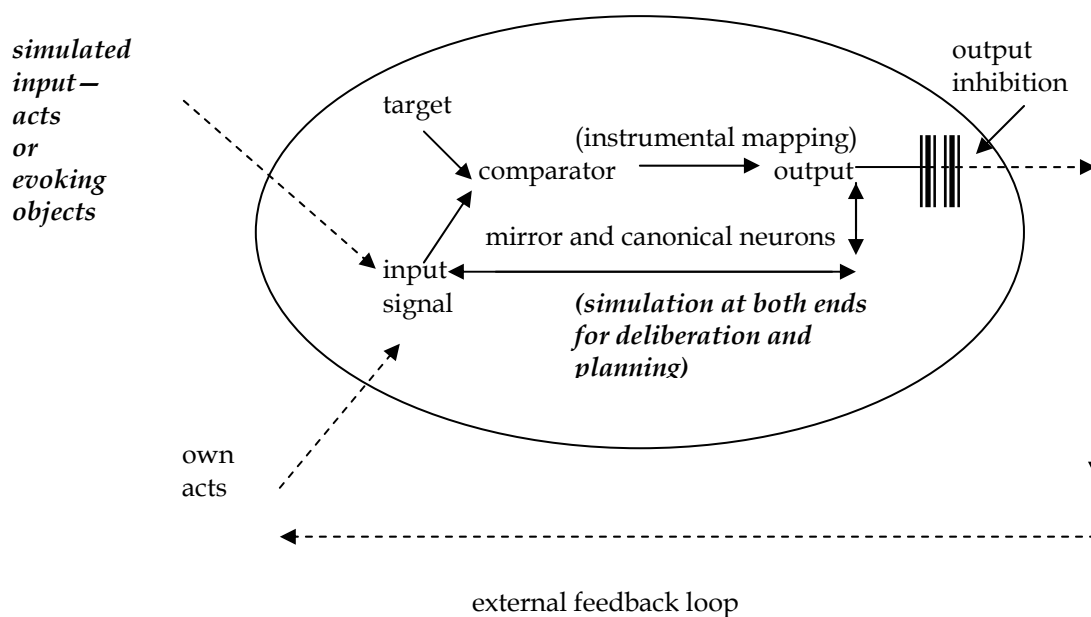 simulated
input—
acts
or
evoking
objects
output
inhibition
target
(instrumental mapping)
comparator
output
mirror and canonical neurons
input
signal
(simulation at both ends
for deliberation and
planning)
own
acts
external feedback loop